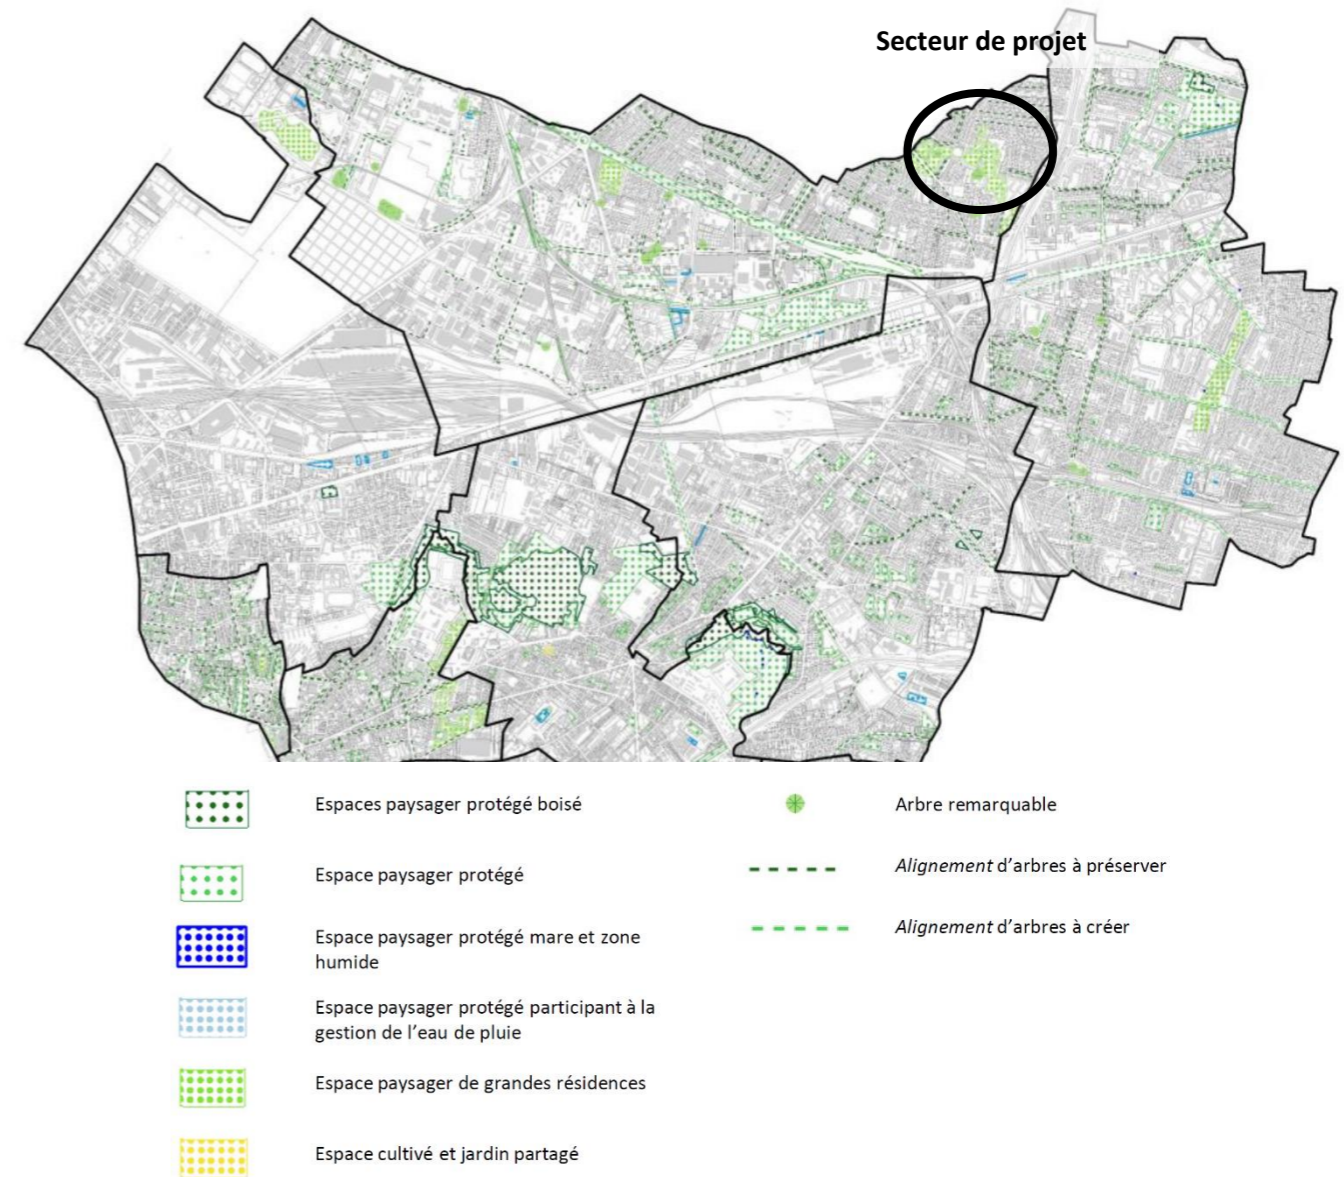 Secteur de projet
Espaces paysager protégé boisé
Espace paysager protégé
Espace paysager protégé mare et zone
humide
Espace paysager protégé participant à la
gestion de l'eau de pluie
Espace paysager de grandes résidences
Espace cultivé et jardin partagé
Arbre remarquable
Alignement d'arbres à préserver
Alignement d'arbres à créer